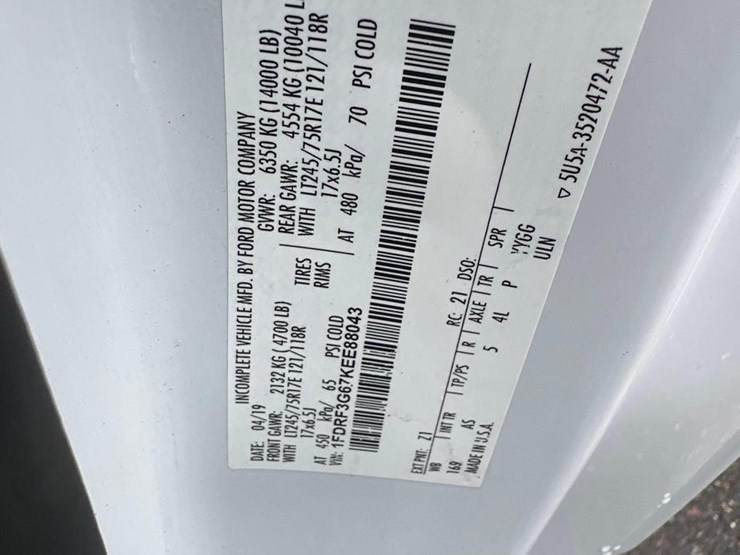 INCOMPLETE VEHICLE MFD. BY FORD MOTOR COMPANY
DATE: 04/19 GVWR: 6350 KG (14000 LB)
FRONT GAWR: 2132 KG (4700 LB) REAR GAWR: 4554 KG (10040 L
WITH LT245/75R17E 121/118R TIRES WITH LT245/75R17E 121/118R
17x6.5J RIMS 17x6.5J
AT 450 kPa/ 65 PSI COLD AT 480 kPa/ 70 PSI COLD
VIN: 1FDRF3G67KEE88043
EXT PNT: Z1 RC: 21 DSO:
WB INT TR TP/PS R AXLE TR SPR
169 AS 5 4L P YYGG
MADE IN U.S.A. ULN
▽ 5U5A-3520472-AA